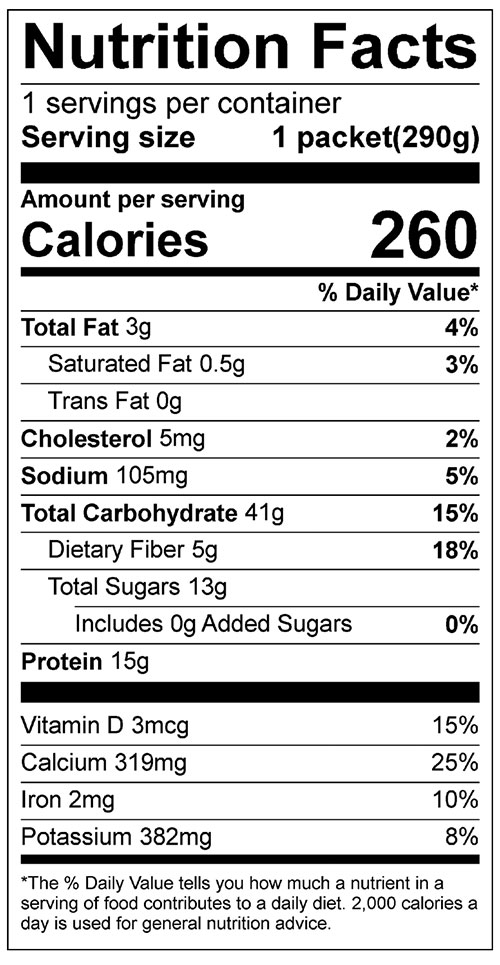 Nutrition Facts
1 servings per container
Serving size 1 packet(290g)
Amount per serving
Calories 260
% Daily Value*
Total Fat 3g 4%
Saturated Fat 0.5g 3%
Trans Fat 0g
Cholesterol 5mg 2%
Sodium 105mg 5%
Total Carbohydrate 41g 15%
Dietary Fiber 5g 18%
Total Sugars 13g
Includes 0g Added Sugars 0%
Protein 15g
Vitamin D 3mcg 15%
Calcium 319mg 25%
Iron 2mg 10%
Potassium 382mg 8%
*The % Daily Value tells you how much a nutrient in a
serving of food contributes to a daily diet. 2,000 calories a
day is used for general nutrition advice.